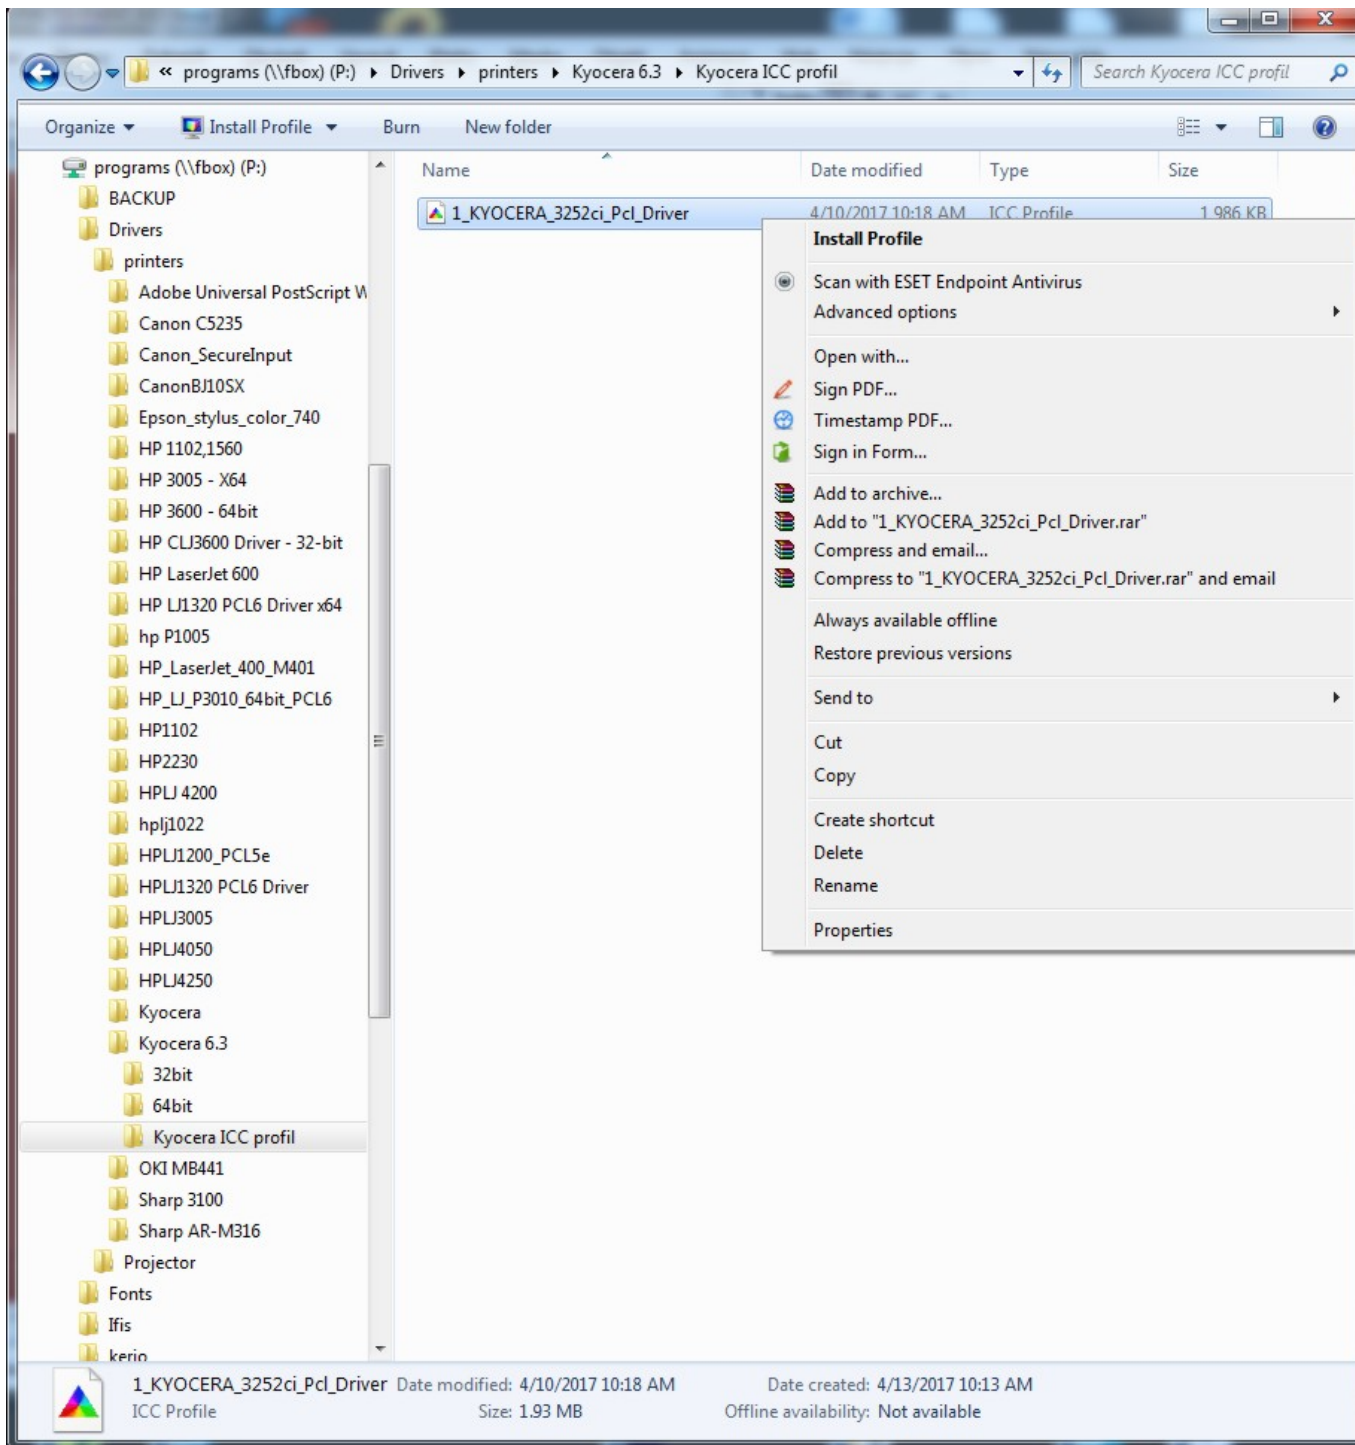 « programs (\\fbox) (P:) ▸ Drivers ▸ printers ▸ Kyocera 6.3 ▸ Kyocera ICC profil
Search Kyocera ICC profil
Organize Install Profile Burn New folder
Name Date modified Type Size
1_KYOCERA_3252ci_Pcl_Driver 4/10/2017 10:18 AM ICC Profile 1 986 KB
programs (\\fbox) (P:)
BACKUP
Drivers
printers
Adobe Universal PostScript W
Canon C5235
Canon_SecureInput
CanonBJ10SX
Epson_stylus_color_740
HP 1102,1560
HP 3005 - X64
HP 3600 - 64bit
HP CLJ3600 Driver - 32-bit
HP LaserJet 600
HP LJ1320 PCL6 Driver x64
hp P1005
HP_LaserJet_400_M401
HP_LJ_P3010_64bit_PCL6
HP1102
HP2230
HPLJ 4200
hplj1022
HPLJ1200_PCL5e
HPLJ1320 PCL6 Driver
HPLJ3005
HPLJ4050
HPLJ4250
Kyocera
Kyocera 6.3
32bit
64bit
Kyocera ICC profil
OKI MB441
Sharp 3100
Sharp AR-M316
Projector
Fonts
Ifis
kerio
Install Profile
Scan with ESET Endpoint Antivirus
Advanced options
Open with...
Sign PDF...
Timestamp PDF...
Sign in Form...
Add to archive...
Add to "1_KYOCERA_3252ci_Pcl_Driver.rar"
Compress and email...
Compress to "1_KYOCERA_3252ci_Pcl_Driver.rar" and email
Always available offline
Restore previous versions
Send to
Cut
Copy
Create shortcut
Delete
Rename
Properties
1_KYOCERA_3252ci_Pcl_Driver Date modified: 4/10/2017 10:18 AM Date created: 4/13/2017 10:13 AM
ICC Profile Size: 1.93 MB Offline availability: Not available